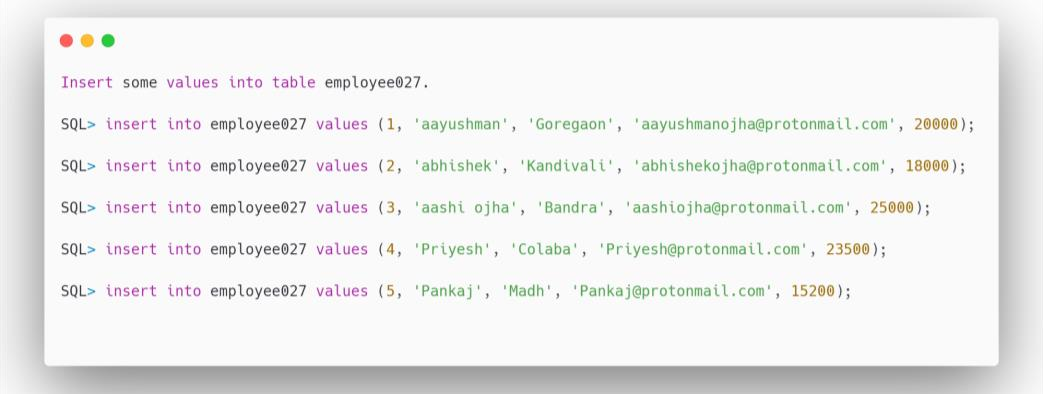 Insert some values into table employee027.
SQL> insert into employee027 values (1, 'aayushman', 'Goregaon', 'aayushmanojha@protonmail.com', 20000);
SQL> insert into employee027 values (2, 'abhishek', 'Kandivali', 'abhishekojha@protonmail.com', 18000);
SQL> insert into employee027 values (3, 'aashi ojha', 'Bandra', 'aashiojha@protonmail.com', 25000);
SQL> insert into employee027 values (4, 'Priyesh', 'Colaba', 'Priyesh@protonmail.com', 23500);
SQL> insert into employee027 values (5, 'Pankaj', 'Madh', 'Pankaj@protonmail.com', 15200);